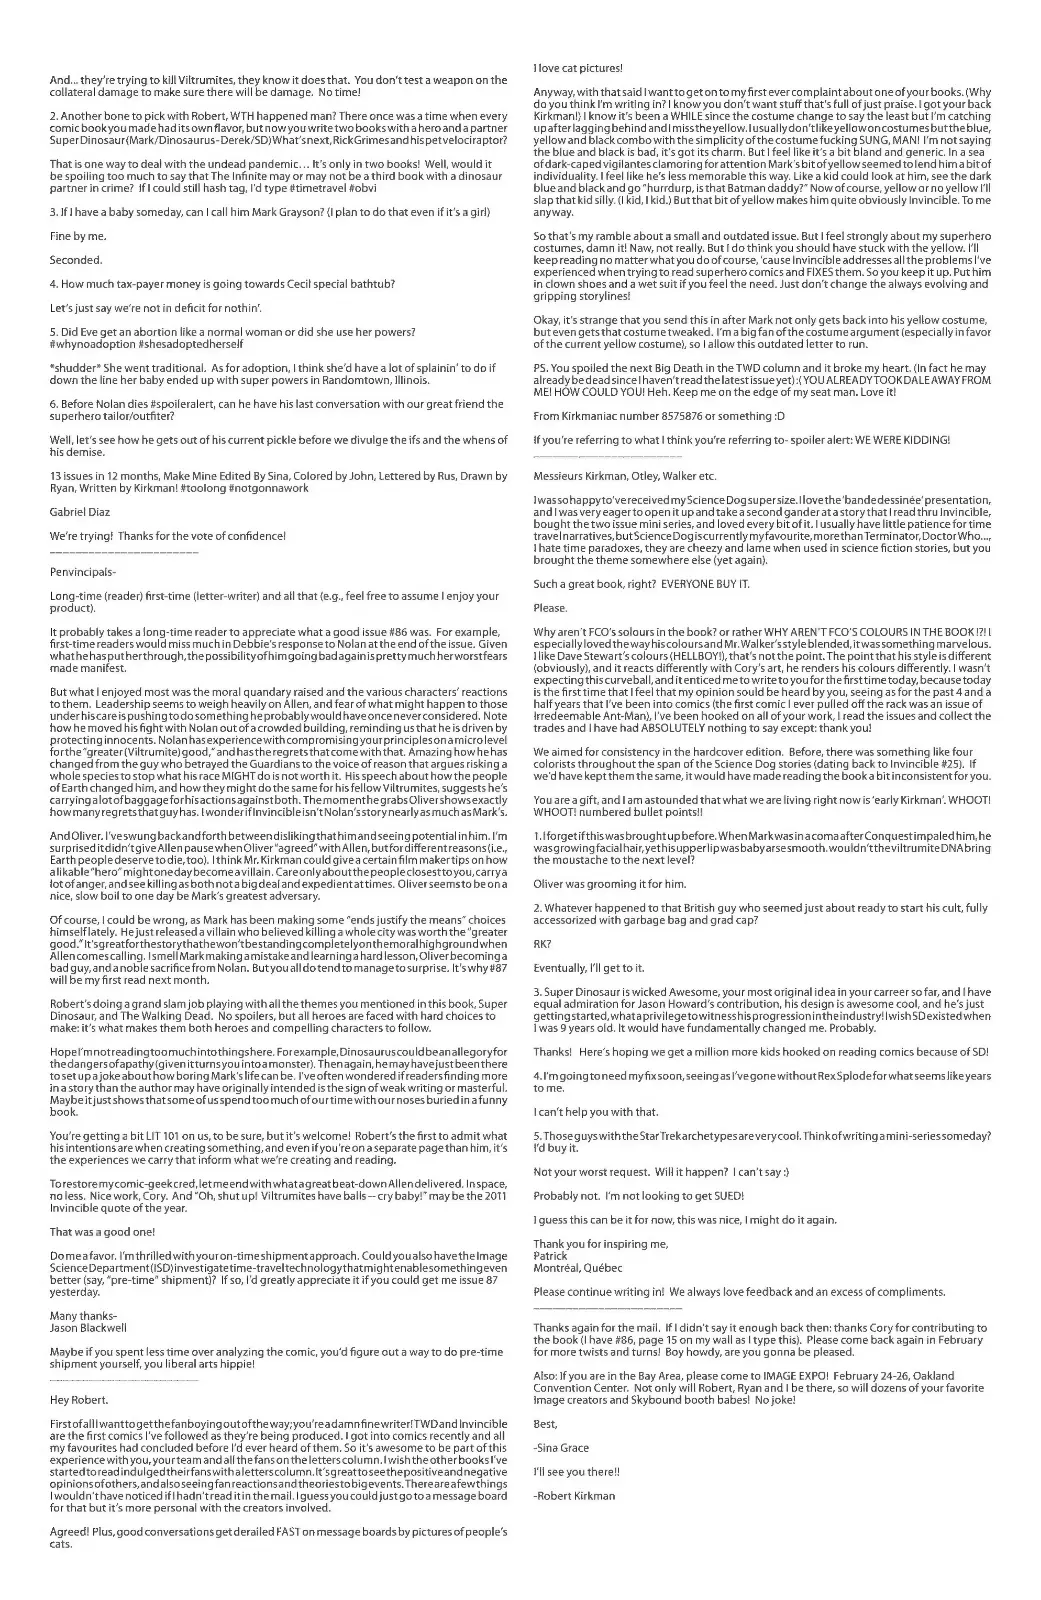 And... they're trying to kill Viltrumites, they know it does that.  You don't test a weapon on the
collateral damage to make sure there will be damage.  No time!
2. Another bone to pick with Robert, WTH happened man? There once was a time when every
comic book you made had its own flavor, but now you write two books with a hero and a partner
Super Dinosaur (Mark/Dinosaurus - Derek/SD) What's next, Rick Grimes and his pet velociraptor?
That is one way to deal with the undead pandemic… It's only in two books!  Well, would it
be spoiling too much to say that The Infinite may or may not be a third book with a dinosaur
partner in crime?  If I could still hash tag, I'd type #timetravel #obvi
3. If I have a baby someday, can I call him Mark Grayson? (I plan to do that even if it's a girl)
Fine by me.
Seconded.
4. How much tax-payer money is going towards Cecil special bathtub?
Let's just say we're not in deficit for nothin'.
5. Did Eve get an abortion like a normal woman or did she use her powers?
#whynoadoption #shesadoptedherself
*shudder* She went traditional.  As for adoption, I think she'd have a lot of splainin' to do if
down the line her baby ended up with super powers in Randomtown, Illinois.
6. Before Nolan dies #spoileralert, can he have his last conversation with our great friend the
superhero tailor/outfiter?
Well, let's see how he gets out of his current pickle before we divulge the ifs and the whens of
his demise.
13 issues in 12 months, Make Mine Edited By Sina, Colored by John, Lettered by Rus, Drawn by
Ryan, Written by Kirkman! #toolong #notgonnawork
Gabriel Diaz
We're trying!  Thanks for the vote of confidence!
________________________
Penvincipals-
Long-time (reader) first-time (letter-writer) and all that (e.g., feel free to assume I enjoy your
product).
It probably takes a long-time reader to appreciate what a good issue #86 was.  For example,
first-time readers would miss much in Debbie's response to Nolan at the end of the issue.  Given
what he has put her through, the possibility of him going bad again is pretty much her worst fears
made manifest.
But what I enjoyed most was the moral quandary raised and the various characters' reactions
to them.  Leadership seems to weigh heavily on Allen, and fear of what might happen to those
under his care is pushing to do something he probably would have once never considered.  Note
how he moved his fight with Nolan out of a crowded building, reminding us that he is driven by
protecting innocents.  Nolan has experience with compromising your principles on a micro level
for the "greater (Viltrumite) good," and has the regrets that come with that.  Amazing how he has
changed from the guy who betrayed the Guardians to the voice of reason that argues risking a
whole species to stop what his race MIGHT do is not worth it.  His speech about how the people
of Earth changed him, and how they might do the same for his fellow Viltrumites, suggests he's
carrying a lot of baggage for his actions against both.  The moment he grabs Oliver shows exactly
how many regrets that guy has.  I wonder if Invincible isn't Nolan's story nearly as much as Mark's.
And Oliver.  I've swung back and forth between disliking that him and seeing potential in him.  I'm
surprised it didn't give Allen pause when Oliver "agreed" with Allen, but for different reasons (i.e.,
Earth people deserve to die, too).  I think Mr. Kirkman could give a certain film maker tips on how
a likable "hero" might one day become a villain.  Care only about the people closest to you, carry a
lot of anger, and see killing as both not a big deal and expedient at times.  Oliver seems to be on a
nice, slow boil to one day be Mark's greatest adversary.
Of course, I could be wrong, as Mark has been making some "ends justify the means" choices
himself lately.  He just released a villain who believed killing a whole city was worth the "greater
good."  It's great for the story that he won't be standing completely on the moral high ground when
Allen comes calling.  I smell Mark making a mistake and learning a hard lesson, Oliver becoming a
bad guy, and a noble sacrifice from Nolan.  But you all do tend to manage to surprise.  It's why #87
will be my first read next month.
Robert's doing a grand slam job playing with all the themes you mentioned in this book, Super
Dinosaur, and The Walking Dead.  No spoilers, but all heroes are faced with hard choices to
make: it's what makes them both heroes and compelling characters to follow.
Hope I'm not reading too much into things here.  For example, Dinosaurus could be an allegory for
the dangers of apathy (given it turns you into a monster).  Then again, he may have just been there
to set up a joke about how boring Mark's life can be.  I've often wondered if readers finding more
in a story than the author may have originally intended is the sign of weak writing or masterful.
Maybe it just shows that some of us spend too much of our time with our noses buried in a funny
book.
You're getting a bit LIT 101 on us, to be sure, but it's welcome!  Robert's the first to admit what
his intentions are when creating something, and even if you're on a separate page than him, it's
the experiences we carry that inform what we're creating and reading.
To restore my comic-geek cred, let me end with what a great beat-down Allen delivered.  In space,
no less.  Nice work, Cory.  And "Oh, shut up!  Viltrumites have balls -- cry baby!" may be the 2011
Invincible quote of the year.
That was a good one!
Do me a favor.  I'm thrilled with your on-time shipment approach.  Could you also have the Image
Science Department (ISD) investigate time-travel technology that might enable something even
better (say, "pre-time" shipment)?  If so, I'd greatly appreciate it if you could get me issue 87
yesterday.
Many thanks-
Jason Blackwell
Maybe if you spent less time over analyzing the comic, you'd figure out a way to do pre-time
shipment yourself, you liberal arts hippie!
________________________
Hey Robert.
First of all I want to get the fanboying out of the way; you're a damn fine writer! TWD and Invincible
are the first comics I've followed as they're being produced. I got into comics recently and all
my favourites had concluded before I'd ever heard of them. So it's awesome to be part of this
experience with you, your team and all the fans on the letters column. I wish the other books I've
started to read indulged their fans with a letters column. It's great to see the positive and negative
opinions of others, and also seeing fan reactions and theories to big events. There are a few things
I wouldn't have noticed if I hadn't read it in the mail. I guess you could just go to a message board
for that but it's more personal with the creators involved.
Agreed!  Plus, good conversations get derailed FAST on message boards by pictures of people's
cats.
I love cat pictures!
Anyway, with that said I want to get on to my first ever complaint about one of your books. (Why
do you think I'm writing in? I know you don't want stuff that's full of just praise. I got your back
Kirkman!) I know it's been a WHILE since the costume change to say the least but I'm catching
up after lagging behind and I miss the yellow. I usually don't like yellow on costumes but the blue,
yellow and black combo with the simplicity of the costume fucking SUNG, MAN!  I'm not saying
the blue and black is bad, it's got its charm. But I feel like it's a bit bland and generic. In a sea
of dark-caped vigilantes clamoring for attention Mark's bit of yellow seemed to lend him a bit of
individuality. I feel like he's less memorable this way. Like a kid could look at him, see the dark
blue and black and go "hurrdurp, is that Batman daddy?" Now of course, yellow or no yellow I'll
slap that kid silly. (I kid, I kid.) But that bit of yellow makes him quite obviously Invincible. To me
anyway.
So that's my ramble about a small and outdated issue. But I feel strongly about my superhero
costumes, damn it! Naw, not really. But I do think you should have stuck with the yellow. I'll
keep reading no matter what you do of course, 'cause Invincible addresses all the problems I've
experienced when trying to read superhero comics and FIXES them. So you keep it up. Put him
in clown shoes and a wet suit if you feel the need. Just don't change the always evolving and
gripping storylines!
Okay, it's strange that you send this in after Mark not only gets back into his yellow costume,
but even gets that costume tweaked.  I'm a big fan of the costume argument (especially in favor
of the current yellow costume), so I allow this outdated letter to run.
PS. You spoiled the next Big Death in the TWD column and it broke my heart. (In fact he may
already be dead since I haven't read the latest issue yet) :( YOU ALREADY TOOK DALE AWAY FROM
ME! HOW COULD YOU! Heh. Keep me on the edge of my seat man. Love it!
From Kirkmaniac number 8575876 or something :D
If you're referring to what I think you're referring to- spoiler alert: WE WERE KIDDING!
________________________
Messieurs Kirkman, Otley, Walker etc.
I was so happy to've received my Science Dog super size. I love the 'bande dessinée' presentation,
and I was very eager to open it up and take a second gander at a story that I read thru Invincible,
bought the two issue mini series, and loved every bit of it. I usually have little patience for time
travel narratives, but Science Dog is currently my favourite, more than Terminator, Doctor Who...,
I hate time paradoxes, they are cheezy and lame when used in science fiction stories, but you
brought the theme somewhere else (yet again).
Such a great book, right?  EVERYONE BUY IT.
Please.
Why aren't FCO's solours in the book? or rather WHY AREN'T FCO'S COLOURS IN THE BOOK !?! I
especially loved the way his colours and Mr. Walker's style blended, it was something marvelous.
I like Dave Stewart's colours (HELLBOY!), that's not the point. The point that his style is different
(obviously), and it reacts differently with Cory's art, he renders his colours differently. I wasn't
expecting this curveball, and it enticed me to write to you for the first time today, because today
is the first time that I feel that my opinion sould be heard by you, seeing as for the past 4 and a
half years that I've been into comics (the first comic I ever pulled off the rack was an issue of
Irredeemable Ant-Man), I've been hooked on all of your work, I read the issues and collect the
trades and I have had ABSOLUTELY nothing to say except: thank you!
We aimed for consistency in the hardcover edition.  Before, there was something like four
colorists throughout the span of the Science Dog stories (dating back to Invincible #25).  If
we'd have kept them the same, it would have made reading the book a bit inconsistent for you.
You are a gift, and I am astounded that what we are living right now is 'early Kirkman'. WHOOT!
WHOOT! numbered bullet points!!
1. I forget if this was brought up before. When Mark was in a coma after Conquest impaled him, he
was growing facial hair, yet his upper lip was baby arse smooth. wouldn't the viltrumite DNA bring
the moustache to the next level?
Oliver was grooming it for him.
2. Whatever happened to that British guy who seemed just about ready to start his cult, fully
accessorized with garbage bag and grad cap?
RK?
Eventually, I'll get to it.
3. Super Dinosaur is wicked Awesome, your most original idea in your carreer so far, and I have
equal admiration for Jason Howard's contribution, his design is awesome cool, and he's just
getting started, what a privilege to witness his progression in the industry! I wish SD existed when
I was 9 years old. It would have fundamentally changed me. Probably.
Thanks!   Here's hoping we get a million more kids hooked on reading comics because of SD!
4. I'm going to need my fix soon, seeing as I've gone without Rex Splode for what seems like years
to me.
I can't help you with that.
5. Those guys with the Star Trek archetypes are very cool. Think of writing a mini-series someday?
I'd buy it.
Not your worst request.  Will it happen?  I can't say :)
Probably not.  I'm not looking to get SUED!
I guess this can be it for now, this was nice, I might do it again.
Thank you for inspiring me,
Patrick
Montréal, Québec
Please continue writing in!  We always love feedback and an excess of compliments.
________________________
Thanks again for the mail.  If I didn't say it enough back then: thanks Cory for contributing to
the book (I have #86, page 15 on my wall as I type this).  Please come back again in February
for more twists and turns!  Boy howdy, are you gonna be pleased.
Also: If you are in the Bay Area, please come to IMAGE EXPO!  February 24-26, Oakland
Convention Center.  Not only will Robert, Ryan and I be there, so will dozens of your favorite
Image creators and Skybound booth babes!  No joke!
Best,
-Sina Grace
I'll see you there!!
-Robert Kirkman